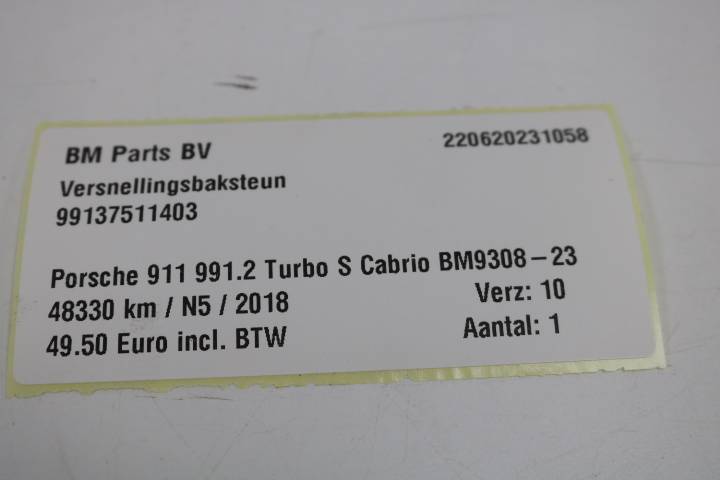 BM Parts BV 220620231058
Versnellingsbaksteun
99137511403
Porsche 911 991.2 Turbo S Cabrio BM9308-23
48330 km / N5 / 2018 Verz: 10
49.50 Euro incl. BTW Aantal: 1